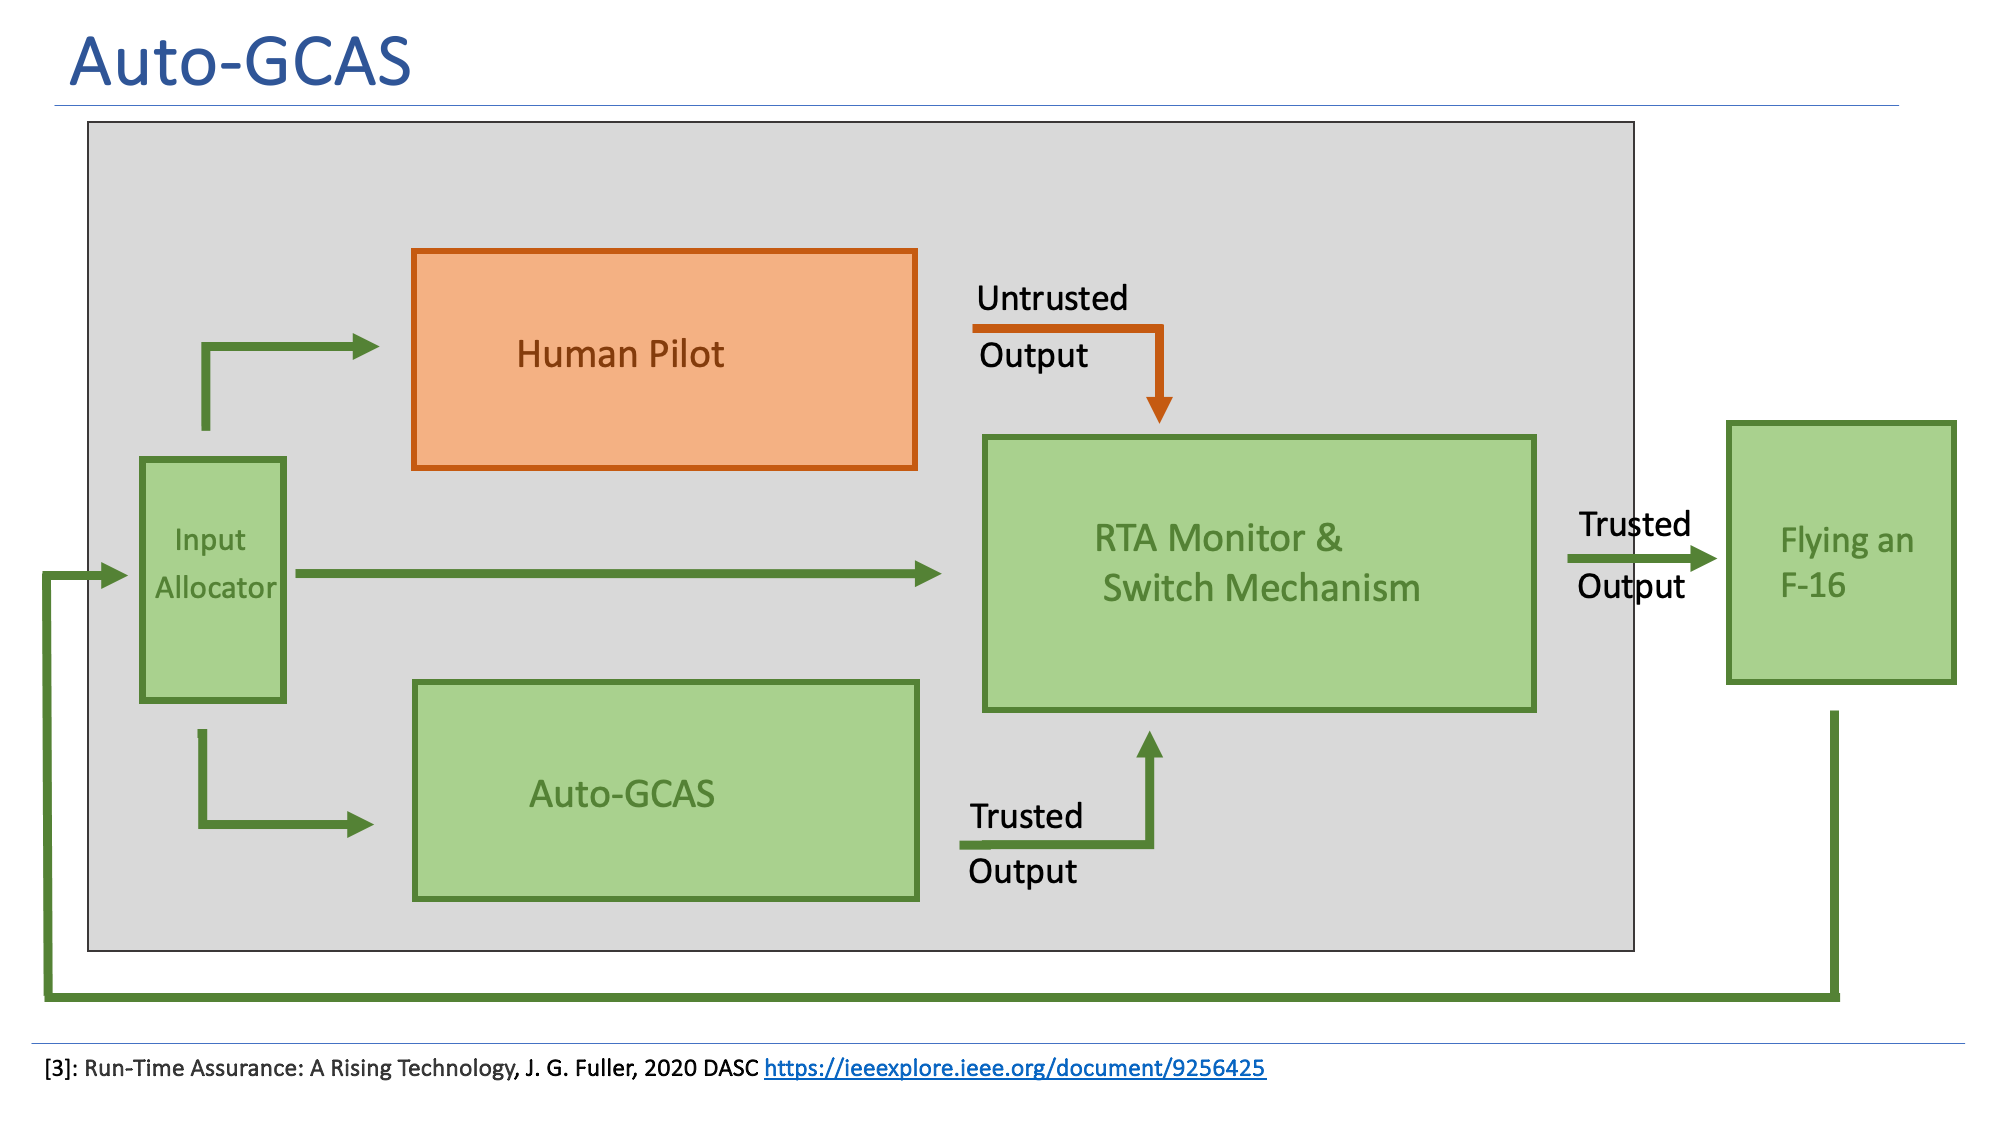 Auto-GCAS
Human Pilot
Untrusted
Output
Input
Allocator
RTA Monitor &
Switch Mechanism
Trusted
Output
Flying an
F-16
Auto-GCAS
Trusted
Output
[3]: Run-Time Assurance: A Rising Technology, J. G. Fuller, 2020 DASC https://ieeexplore.ieee.org/document/9256425